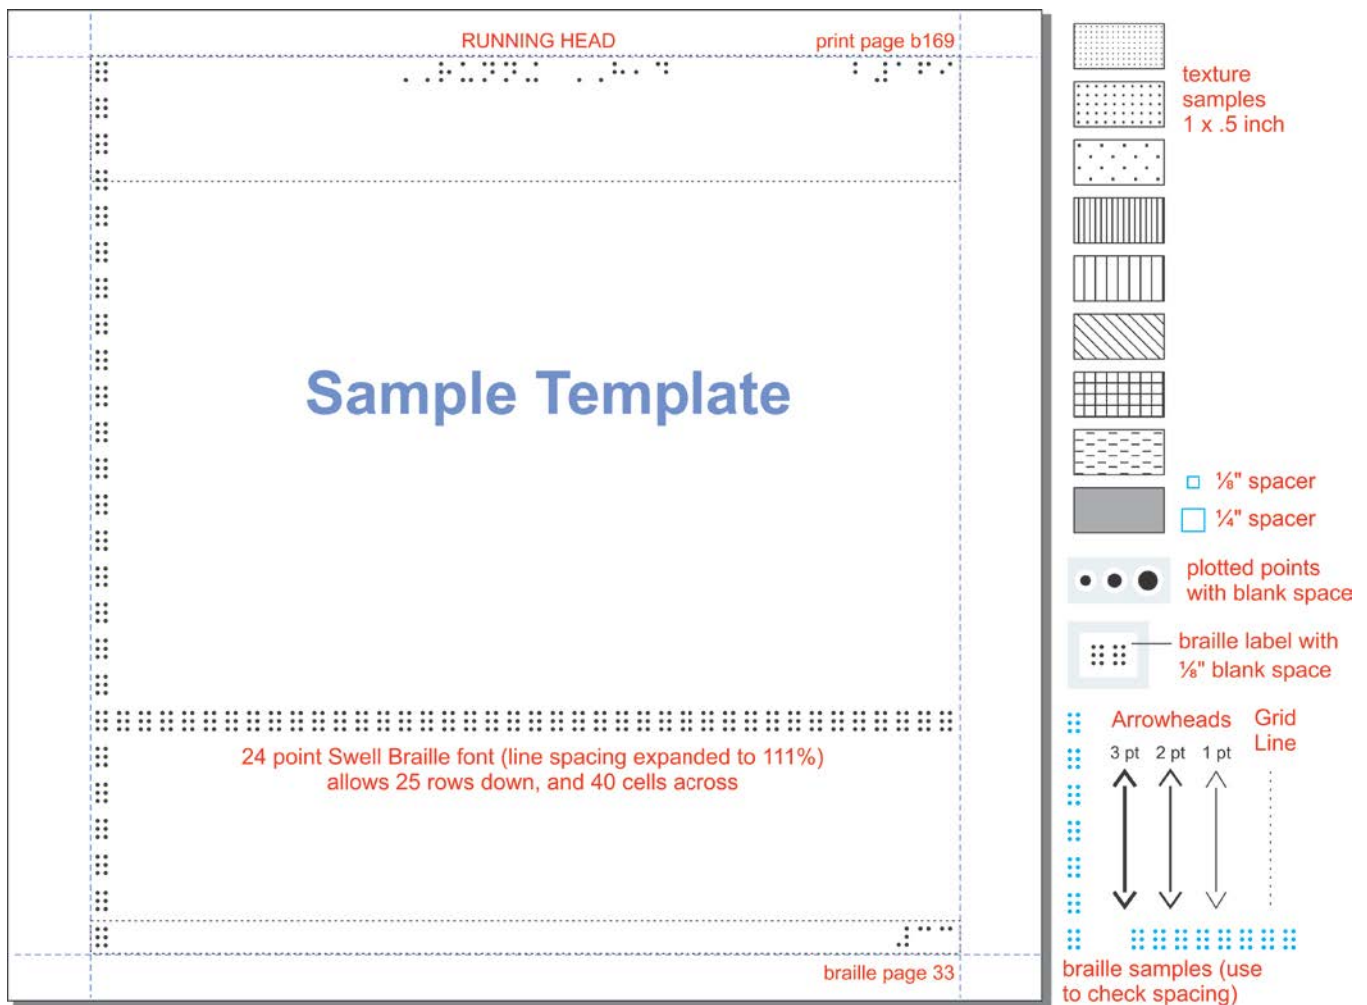 RUNNING HEAD
print page b169
Sample Template
24 point Swell Braille font (line spacing expanded to 111%)
allows 25 rows down, and 40 cells across
braille page 33
texture
samples
1 x .5 inch
⅛" spacer
¼" spacer
plotted points
with blank space
braille label with
⅛" blank space
Arrowheads
Grid
Line
3 pt 2 pt 1 pt
braille samples (use
to check spacing)